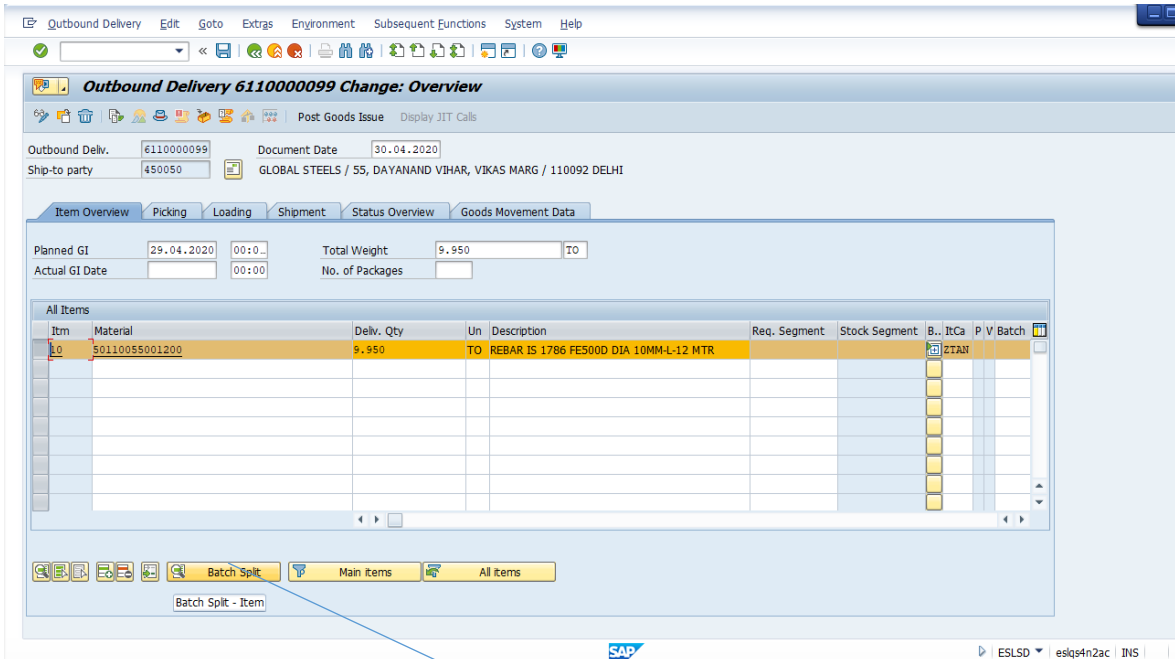 Outbound Delivery Edit Goto Extras Environment Subsequent Functions System Help
Outbound Delivery 6110000099 Change: Overview
Post Goods Issue Display JIT Calls
Outbound Deliv. 6110000099 Document Date 30.04.2020
Ship-to party 450050 GLOBAL STEELS / 55, DAYANAND VIHAR, VIKAS MARG / 110092 DELHI
Item Overview Picking Loading Shipment Status Overview Goods Movement Data
Planned GI 29.04.2020 00:0.. Total Weight 9.950 TO
Actual GI Date 00:00 No. of Packages
All Items
Itm Material Deliv. Qty Un Description Req. Segment Stock Segment B.. ItCa P V Batch
10 50110055001200 9.950 TO REBAR IS 1786 FE500D DIA 10MM-L-12 MTR ZTAN
Batch Split Main items All items
Batch Split - Item
SAP ESLSD eslqs4n2ac INS